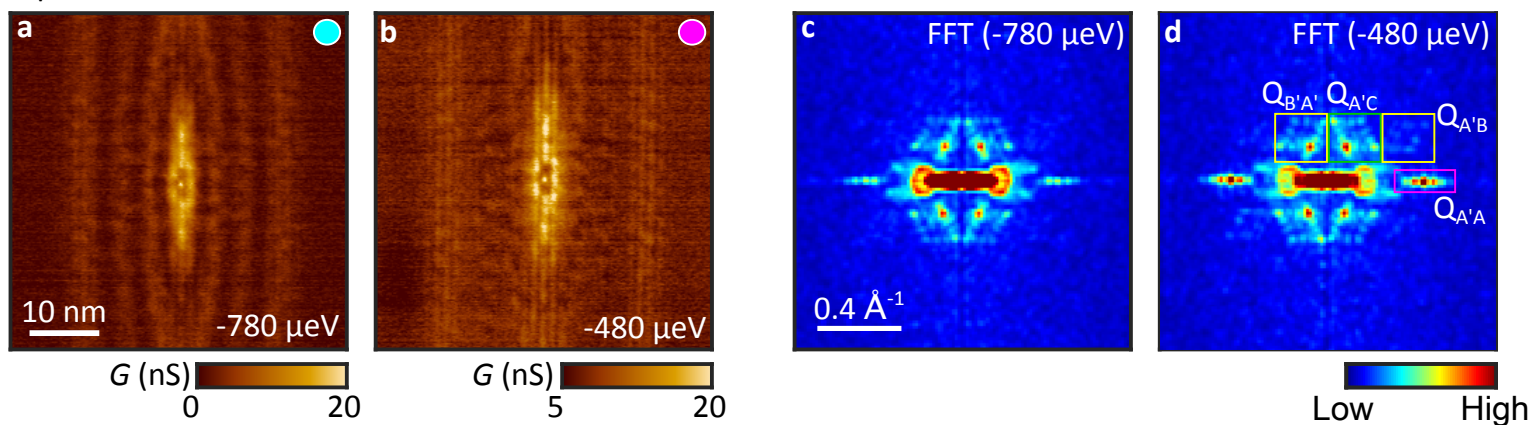 a
10 nm
-780 µeV
b
-480 µeV
c
FFT (-780 µeV)
0.4 Å⁻¹
d
FFT (-480 µeV)
Q_B'A' Q_A'C
Q_A'B
Q_A'A
G (nS)
0 20
G (nS)
5 20
Low High